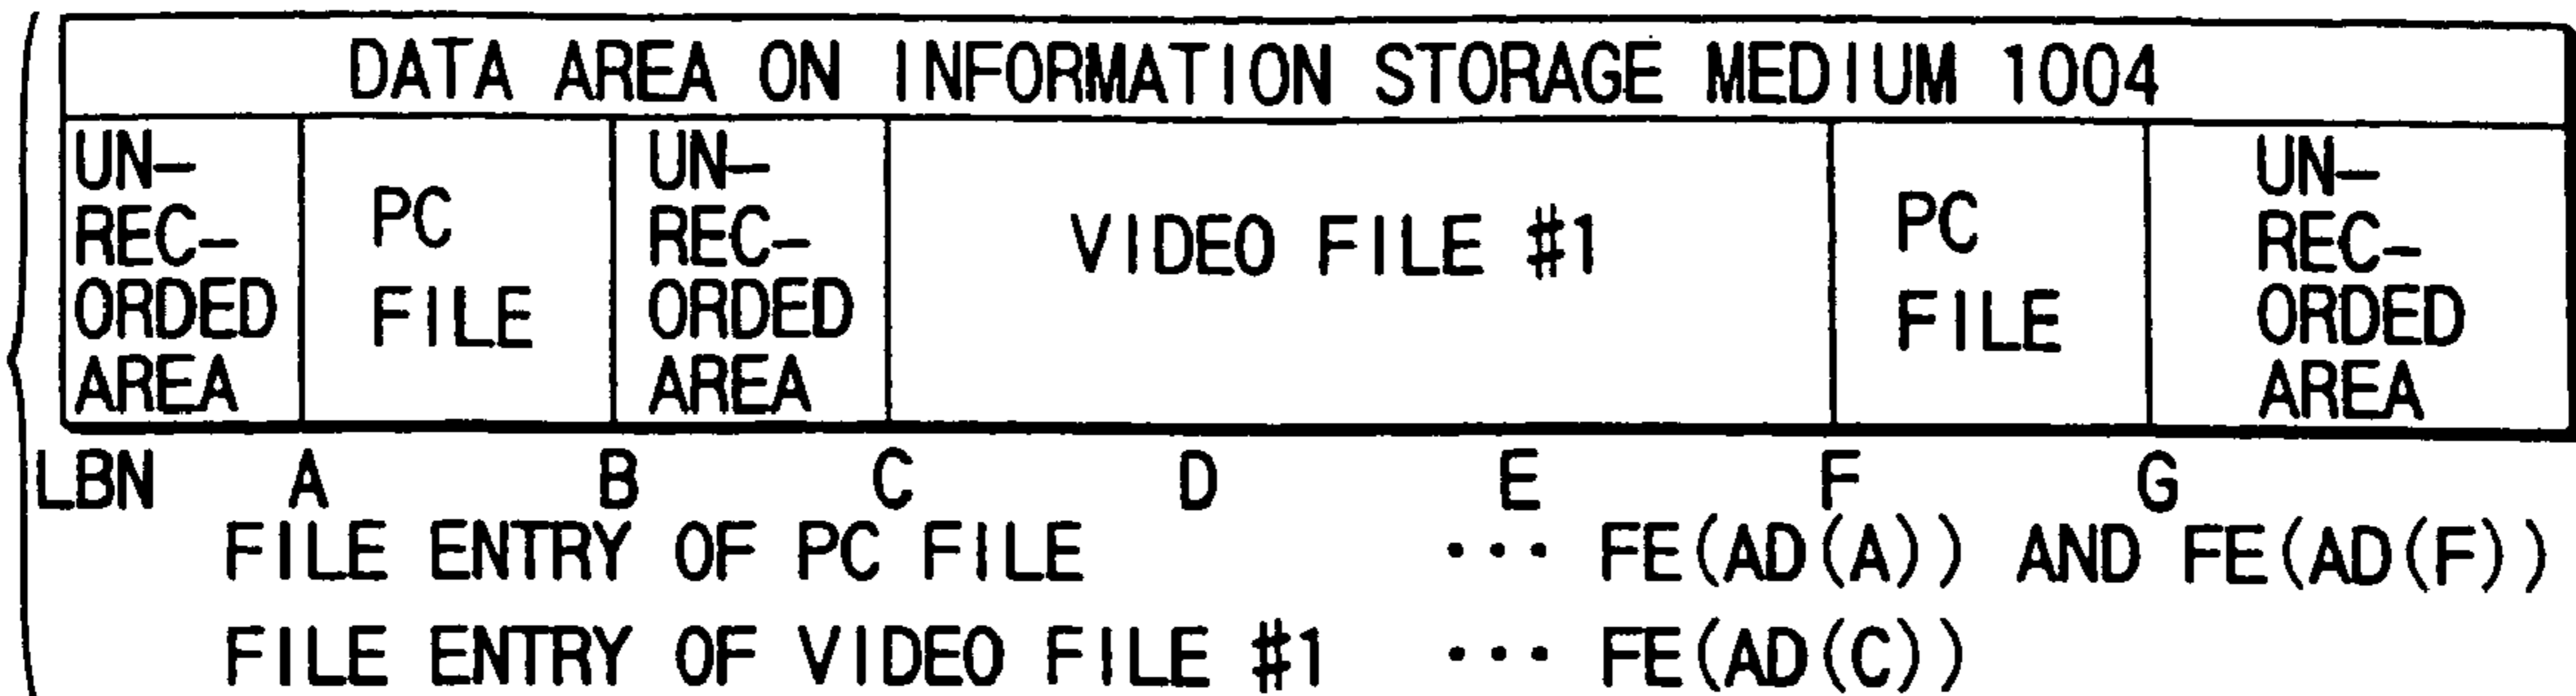 DATA AREA ON INFORMATION STORAGE MEDIUM 1004
UN-
REC-
ORDED
AREA
PC
FILE
UN-
REC-
ORDED
AREA
VIDEO FILE #1
PC
FILE
UN-
REC-
ORDED
AREA
LBN A B C D E F G
FILE ENTRY OF PC FILE ··· FE(AD(A)) AND FE(AD(F))
FILE ENTRY OF VIDEO FILE #1 ··· FE(AD(C))